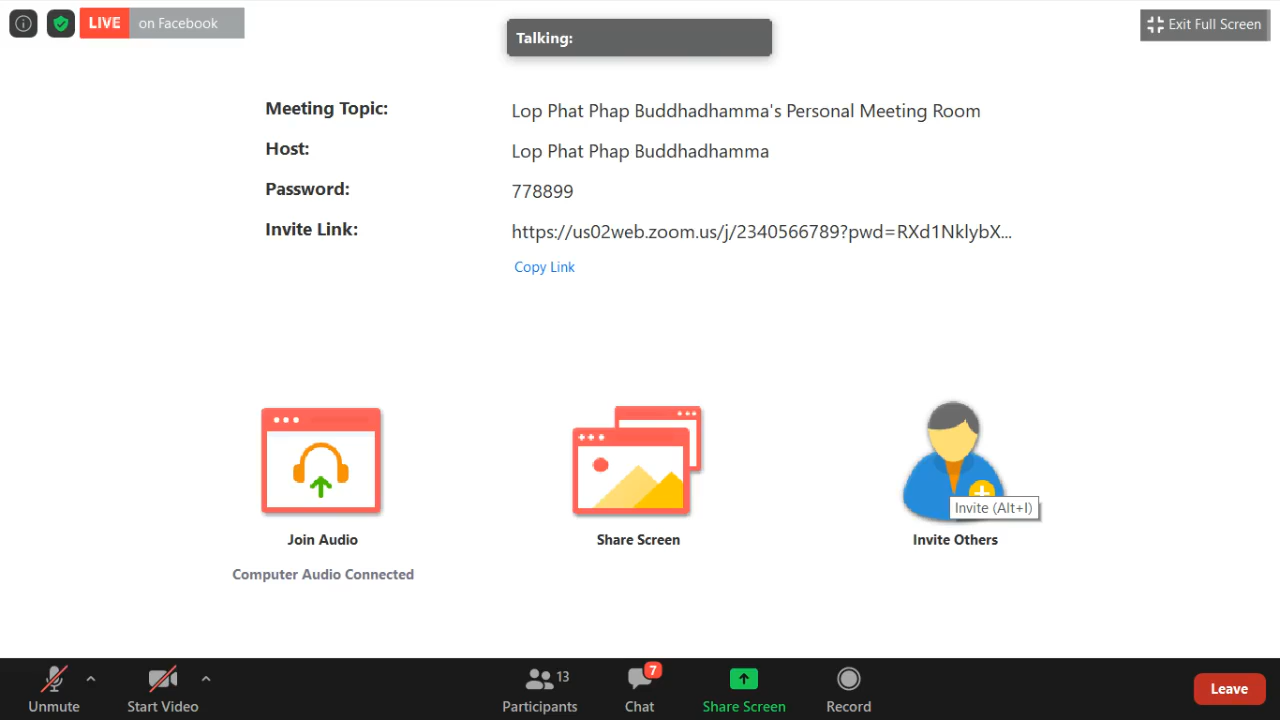 LIVE on Facebook
Talking:
Exit Full Screen
Meeting Topic: Lop Phat Phap Buddhadhamma's Personal Meeting Room
Host: Lop Phat Phap Buddhadhamma
Password: 778899
Invite Link: https://us02web.zoom.us/j/2340566789?pwd=RXd1NklybX...
Copy Link
Invite (Alt+I)
Join Audio Share Screen Invite Others
Computer Audio Connected
13 7
Unmute Start Video Participants Chat Share Screen Record Leave